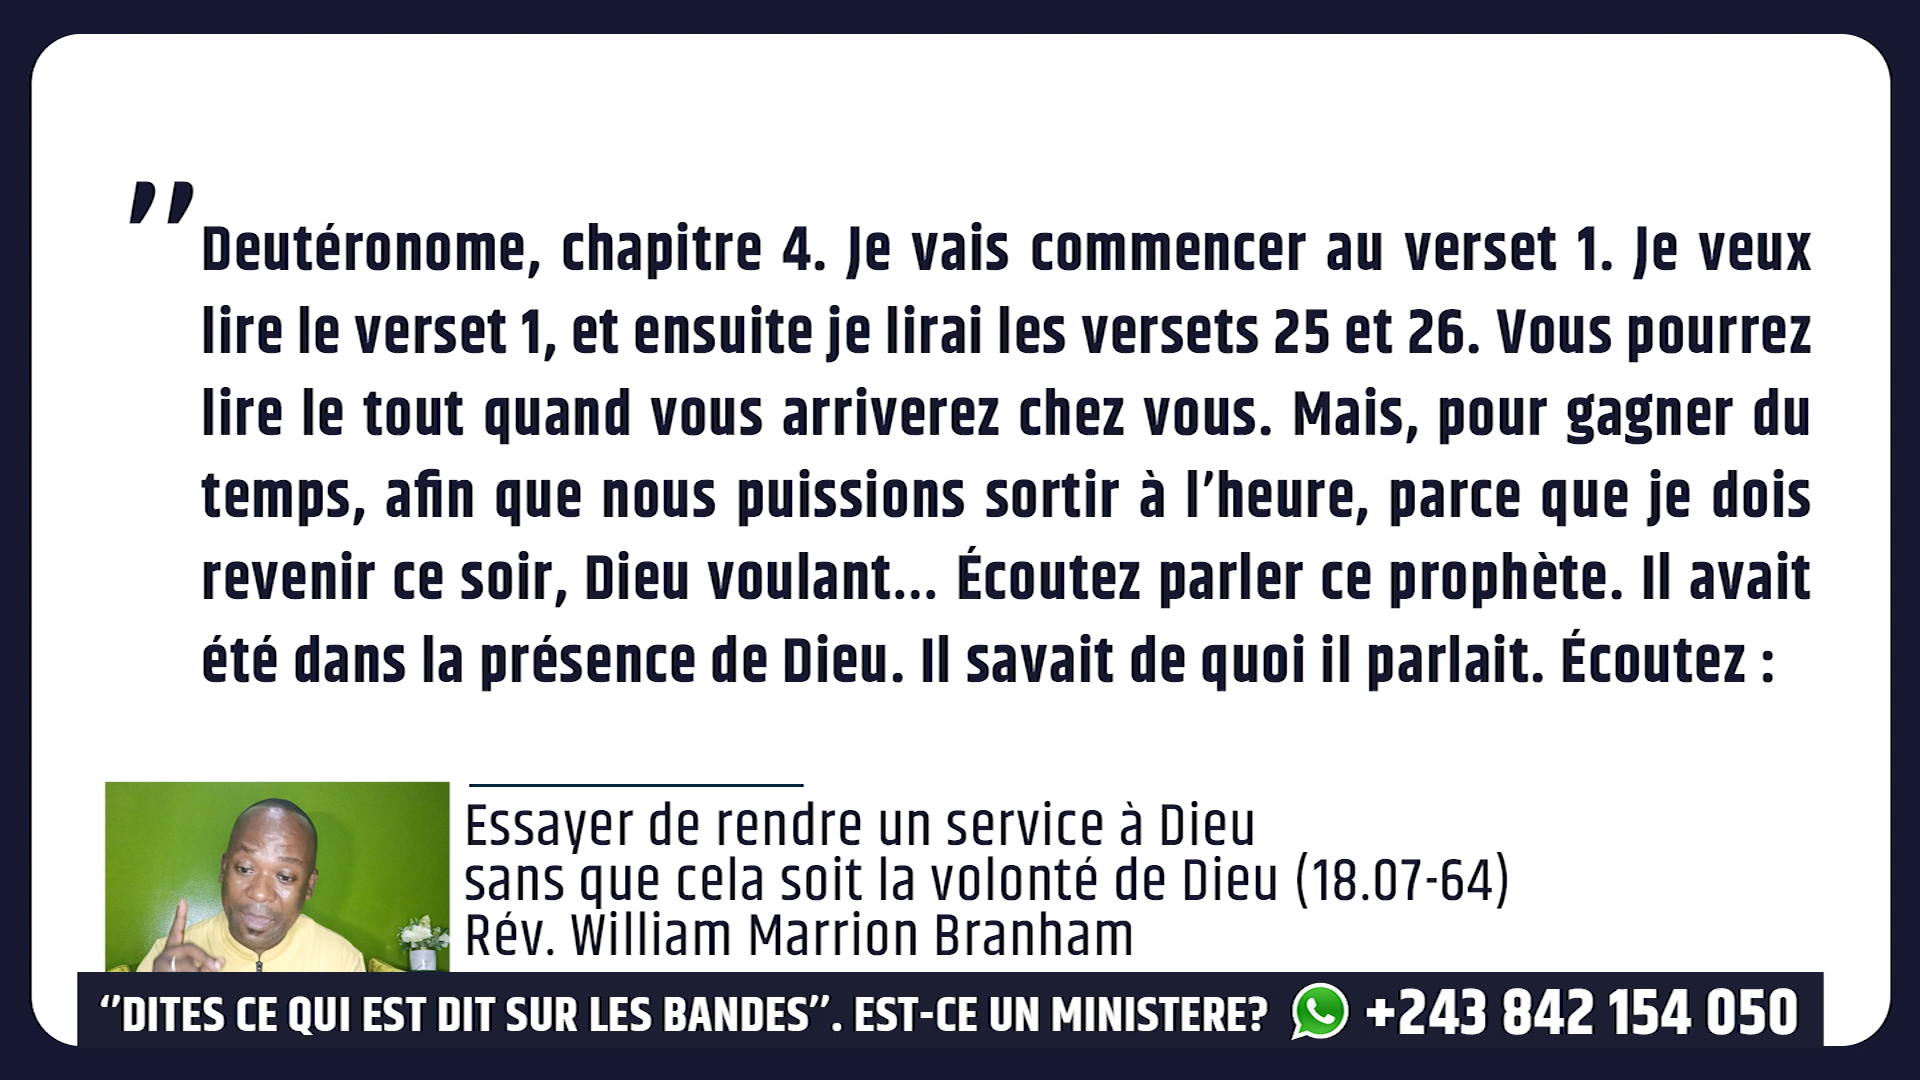 ” Deutéronome, chapitre 4. Je vais commencer au verset 1. Je veux
lire le verset 1, et ensuite je lirai les versets 25 et 26. Vous pourrez
lire le tout quand vous arriverez chez vous. Mais, pour gagner du
temps, afin que nous puissions sortir à l’heure, parce que je dois
revenir ce soir, Dieu voulant... Écoutez parler ce prophète. Il avait
été dans la présence de Dieu. Il savait de quoi il parlait. Écoutez :
Essayer de rendre un service à Dieu
sans que cela soit la volonté de Dieu (18.07-64)
Rév. William Marrion Branham
‘’DITES CE QUI EST DIT SUR LES BANDES’’. EST-CE UN MINISTERE? +243 842 154 050